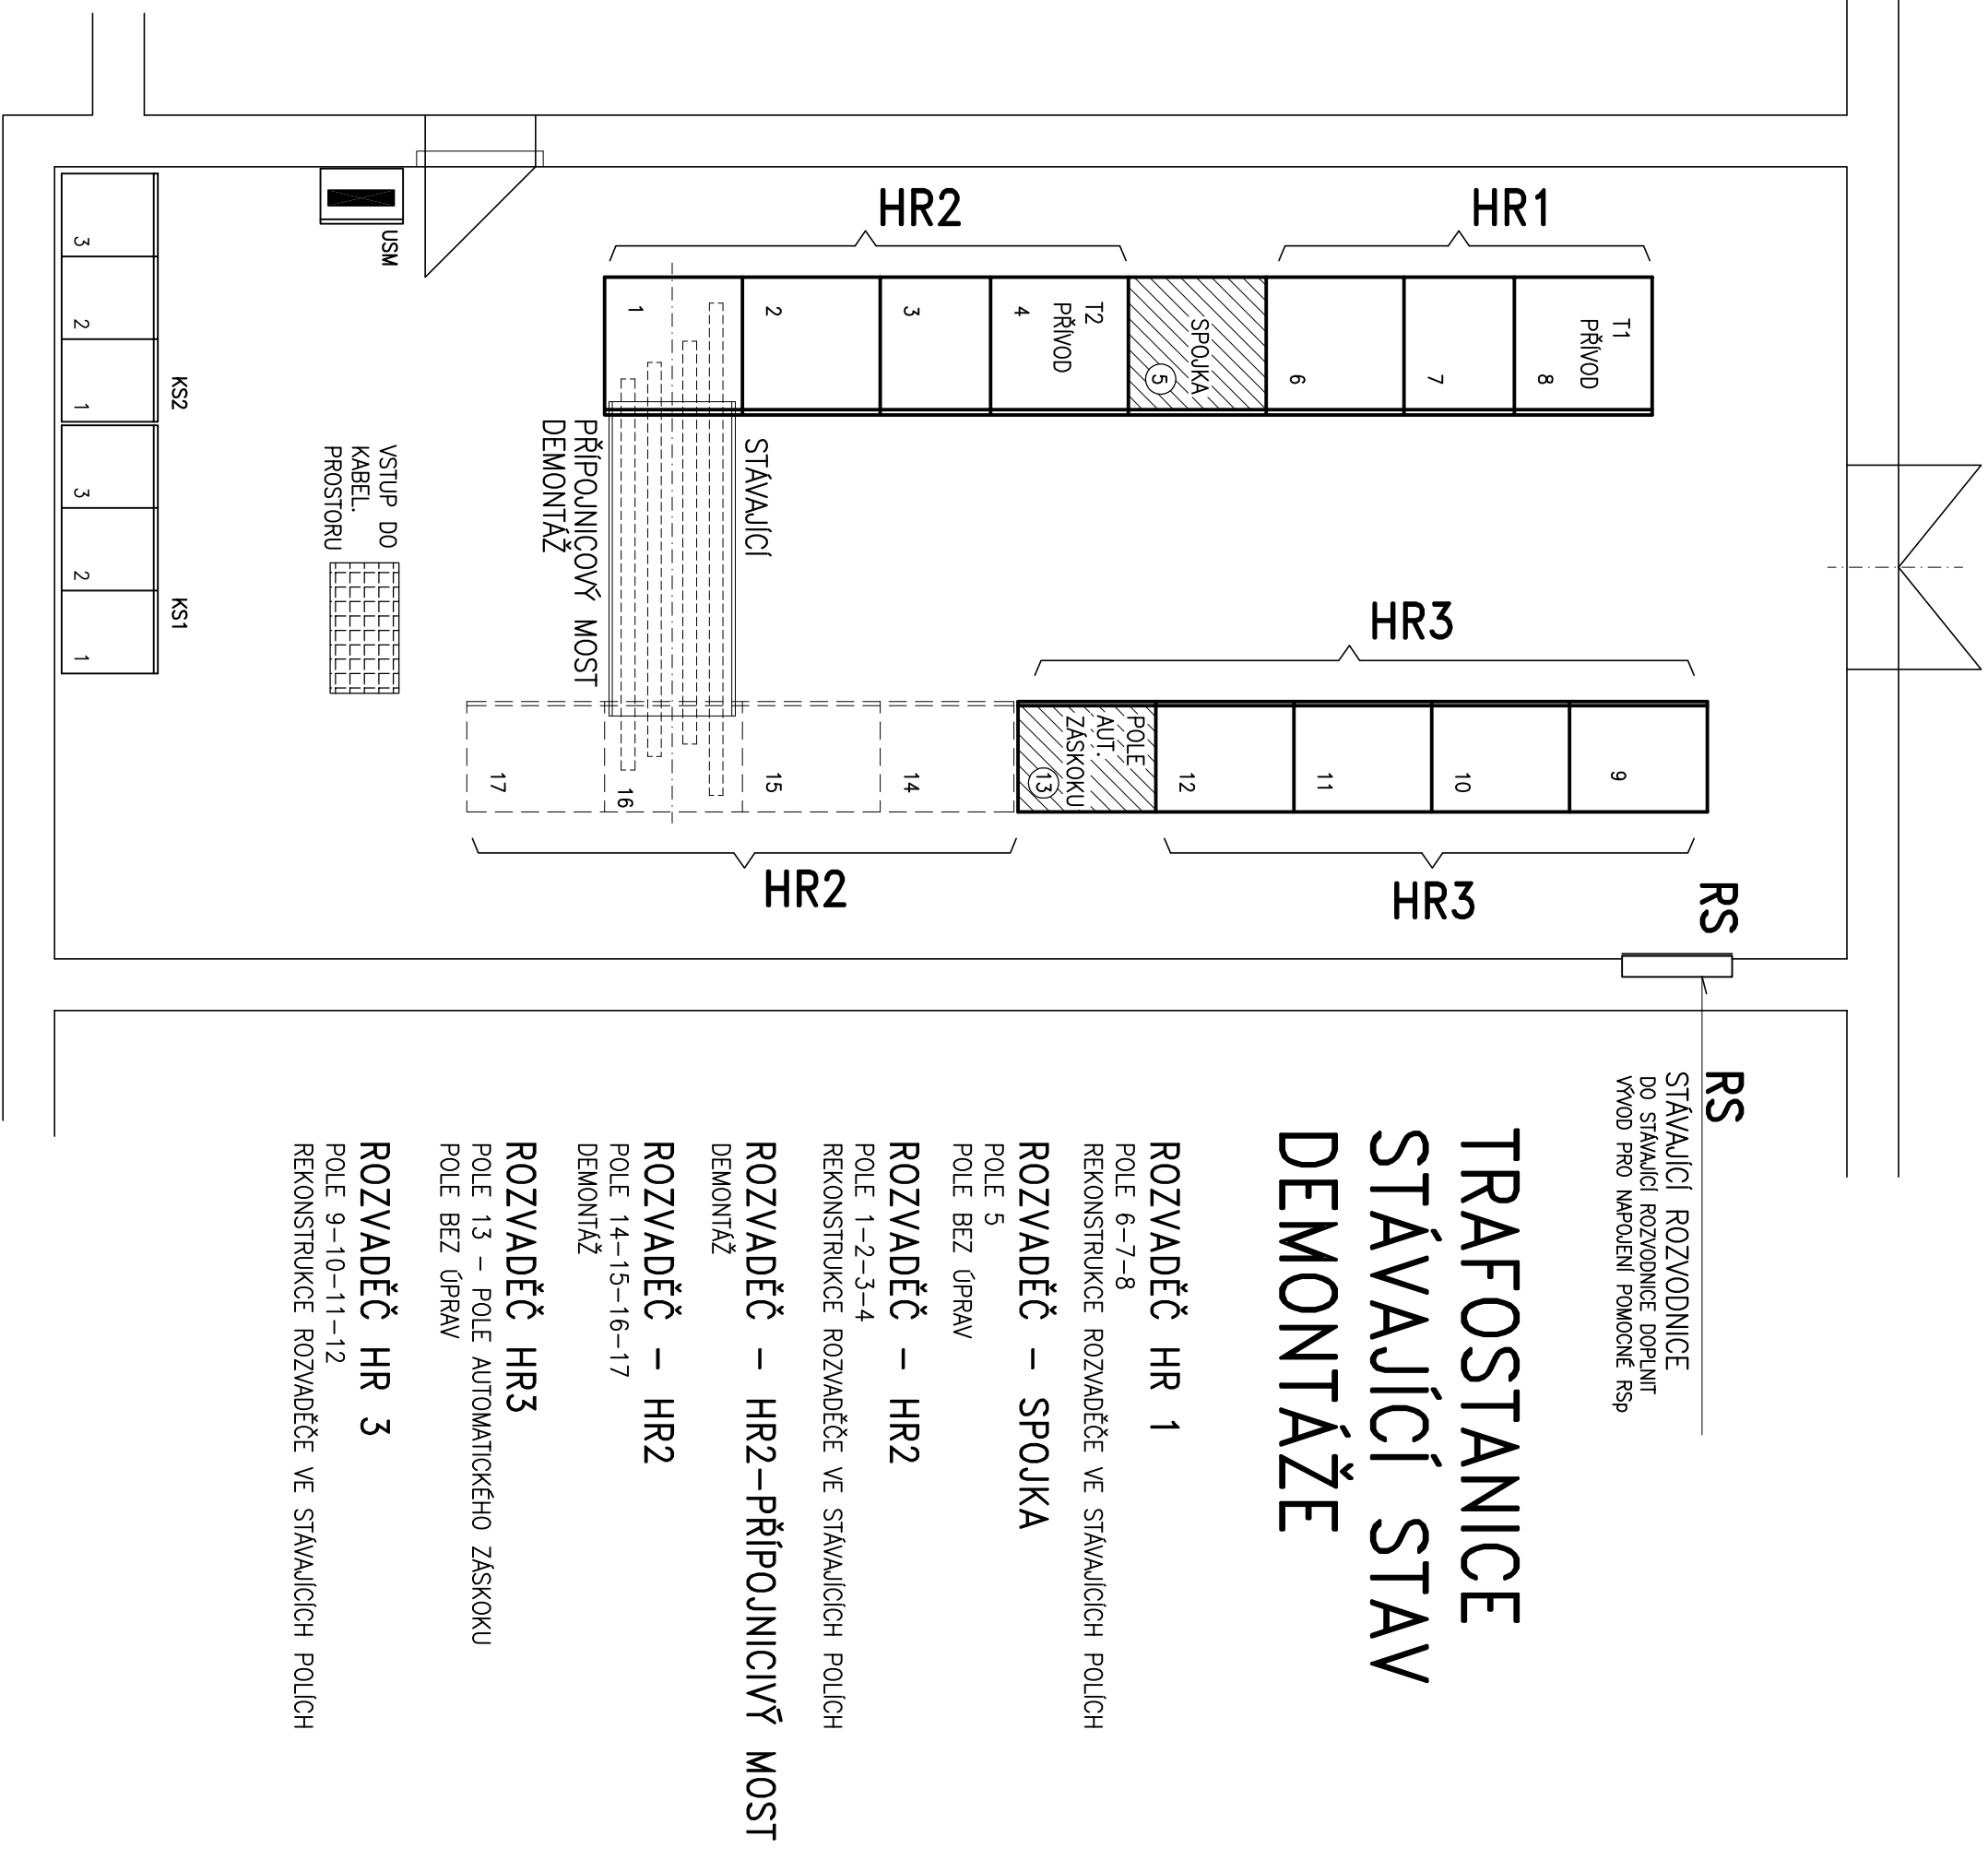 HR2
HR1
USM
1
2
3
4
T2
PŘÍVOD
SPOJKA
5
6
7
8
T1
PŘÍVOD
STÁVAJÍCÍ
PŘÍPOJNICOVÝ MOST
DEMONTÁŽ
3
2
1
KS2
3
2
1
KS1
VSTUP DO
KABEL.
PROSTORU
HR3
17
16
15
14
POLE
AUT.
ZÁSKOKU
13
12
11
10
9
HR2
HR3
RS
RS
STÁVAJÍCÍ ROZVODNICE
DO STÁVAJÍCÍ ROZVODNICE DOPLNIT
VÝVOD PRO NAPOJENÍ POMOCNÉ RSp
TRAFOSTANICE
STÁVAJÍCÍ STAV
DEMONTÁŽE
ROZVADĚČ HR 1
POLE 6-7-8
REKONSTRUKCE ROZVADĚČE VE STÁVAJÍCÍCH POLÍCH
ROZVADĚČ - SPOJKA
POLE 5
POLE BEZ ÚPRAV
ROZVADĚČ - HR2
POLE 1-2-3-4
REKONSTRUKCE ROZVADĚČE VE STÁVAJÍCÍCH POLÍCH
ROZVADĚČ - HR2-PŘÍPOJNICIVÝ MOST
DEMONTÁŽ
ROZVADĚČ - HR2
POLE 14-15-16-17
DEMONTÁŽ
ROZVADĚČ HR3
POLE 13 - POLE AUTOMATICKÉHO ZÁSKOKU
POLE BEZ ÚPRAV
ROZVADĚČ HR 3
POLE 9-10-11-12
REKONSTRUKCE ROZVADĚČE VE STÁVAJÍCÍCH POLÍCH